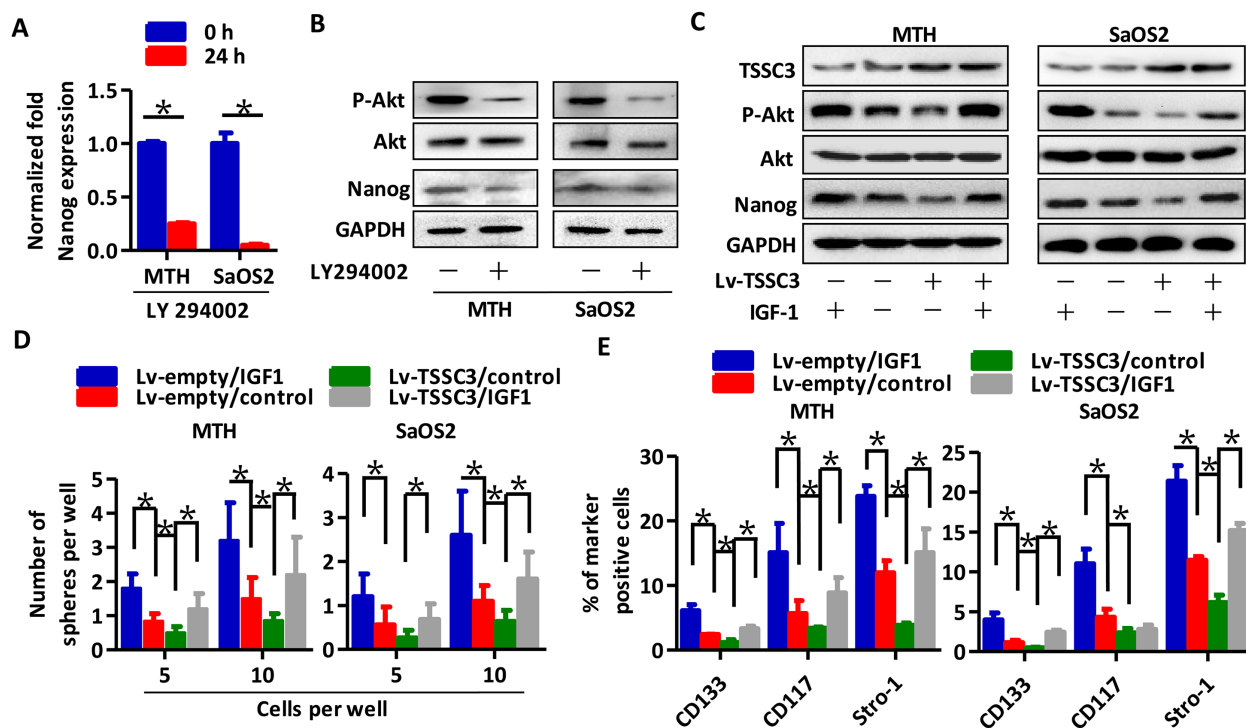 A
0 h
24 h
Normalized fold
Nanog expression
1.5
1.0
0.5
0.0
* *
MTH SaOS2
LY 294002
B
P-Akt
Akt
Nanog
GAPDH
LY294002 − + − +
MTH SaOS2
C
MTH SaOS2
TSSC3
P-Akt
Akt
Nanog
GAPDH
Lv-TSSC3 − − + + − − + +
IGF-1 + − − + + − − +
D
Lv-empty/IGF1 Lv-TSSC3/control
Lv-empty/control Lv-TSSC3/IGF1
MTH SaOS2
Number of
spheres per well
5
4
3
2
1
0
* * * * * *
5 10
4
3
2
1
0
* * * * *
5 10
Cells per well
E
Lv-empty/IGF1 Lv-TSSC3/control
Lv-empty/control Lv-TSSC3/IGF1
MTH SaOS2
% of marker
positive cells
30
20
10
0
* * * * * * * * *
CD133 CD117 Stro-1
25
20
15
10
5
0
* * * * * * * *
CD133 CD117 Stro-1